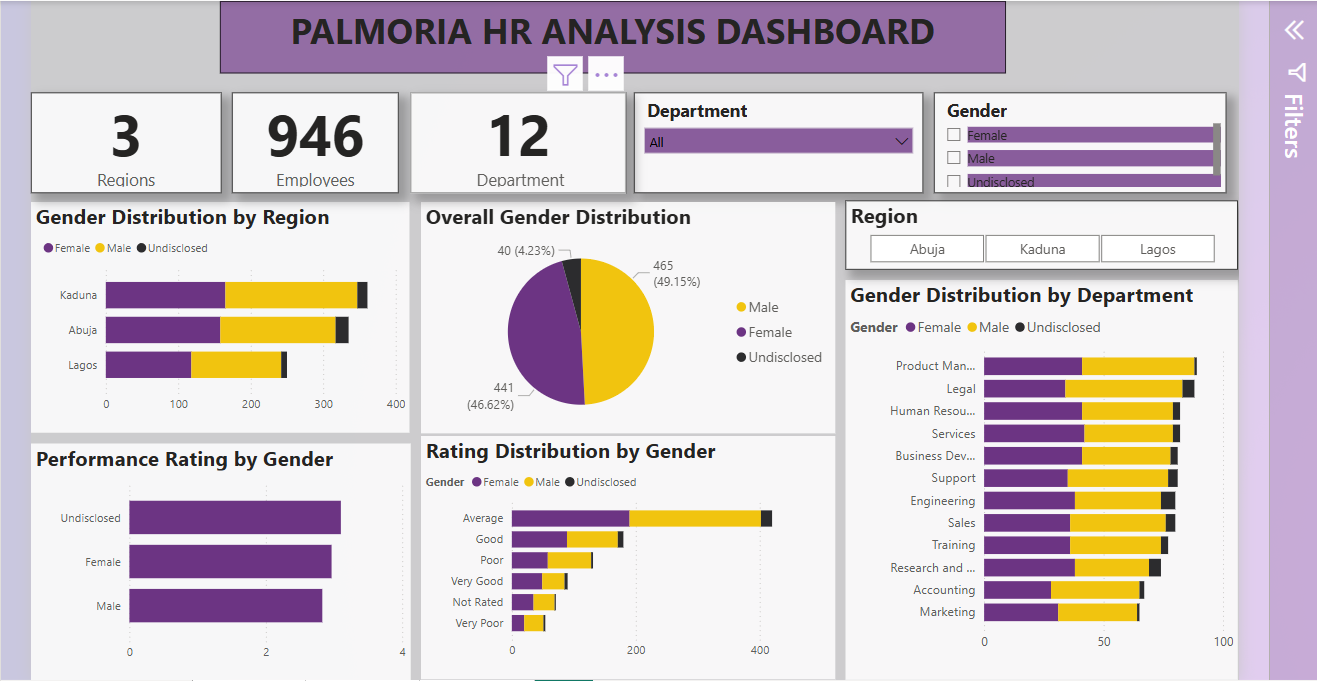 PALMORIA HR ANALYSIS DASHBOARD
Filters
3
Regions
946
Employees
12
Department
Department
All
Gender
Female
Male
Undisclosed
Gender Distribution by Region
Female Male Undisclosed
Kaduna
Abuja
Lagos
0 100 200 300 400
Overall Gender Distribution
40 (4.23%)
465
(49.15%)
441
(46.62%)
Male
Female
Undisclosed
Region
Abuja Kaduna Lagos
Gender Distribution by Department
Gender Female Male Undisclosed
Product Man...
Legal
Human Resou...
Services
Business Dev...
Support
Engineering
Sales
Training
Research and ...
Accounting
Marketing
0 50 100
Performance Rating by Gender
Undisclosed
Female
Male
0 2 4
Rating Distribution by Gender
Gender Female Male Undisclosed
Average
Good
Poor
Very Good
Not Rated
Very Poor
0 200 400